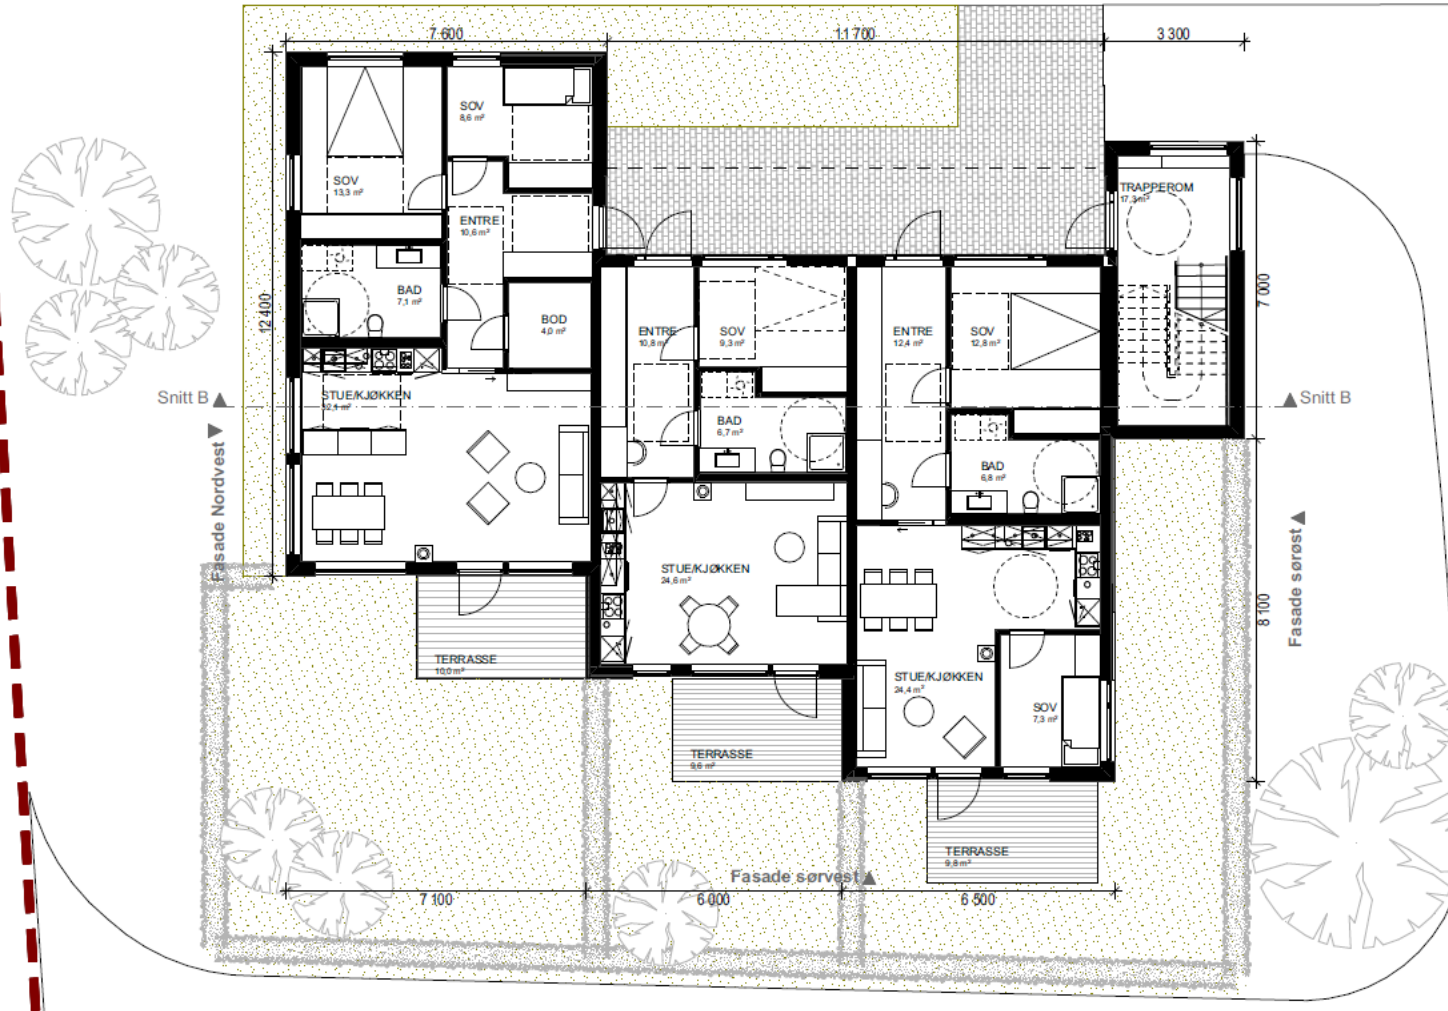 7 600
11 700
3 300
SOV
8,6 m²
SOV
13,3 m²
TRAPPEROM
17,3 m²
ENTRE
10,6 m²
BAD
7,1 m²
BOD
4,0 m²
12 400
7 000
ENTRE
10,8 m²
SOV
9,3 m²
ENTRE
12,4 m²
SOV
12,8 m²
STUE/KJØKKEN
Snitt B
Snitt B
BAD
6,7 m²
BAD
6,8 m²
Fasade Nordvest
Fasade sørøst
STUE/KJØKKEN
24,6 m²
8 100
TERRASSE
10,0 m²
STUE/KJØKKEN
24,4 m²
SOV
7,3 m²
TERRASSE
9,6 m²
TERRASSE
9,8 m²
Fasade sørvest
7 100
6 000
6 500